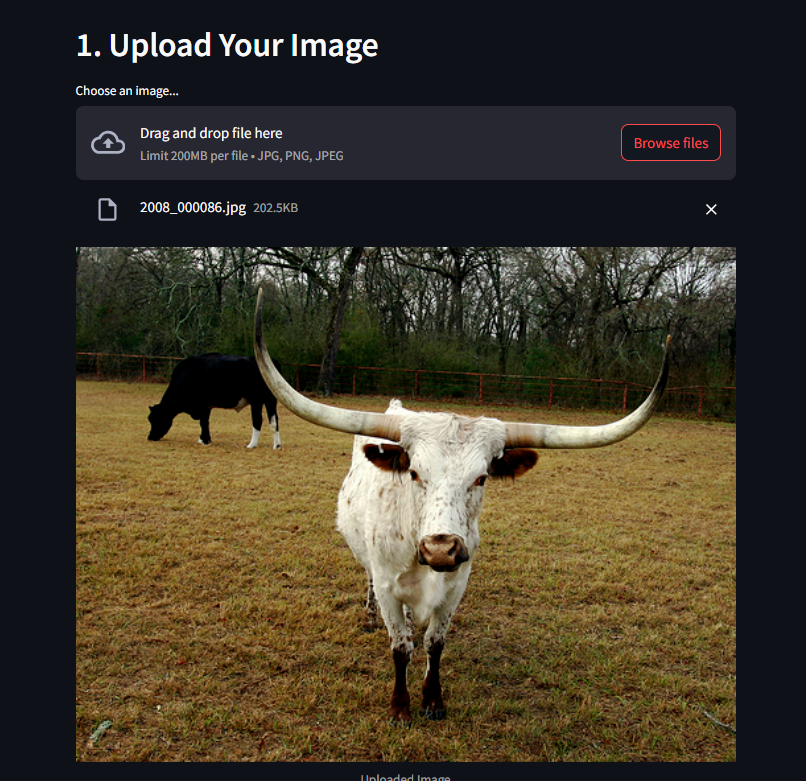 1. Upload Your Image
Choose an image...
Drag and drop file here
Limit 200MB per file • JPG, PNG, JPEG
Browse files
2008_000086.jpg 202.5KB
Uploaded Image